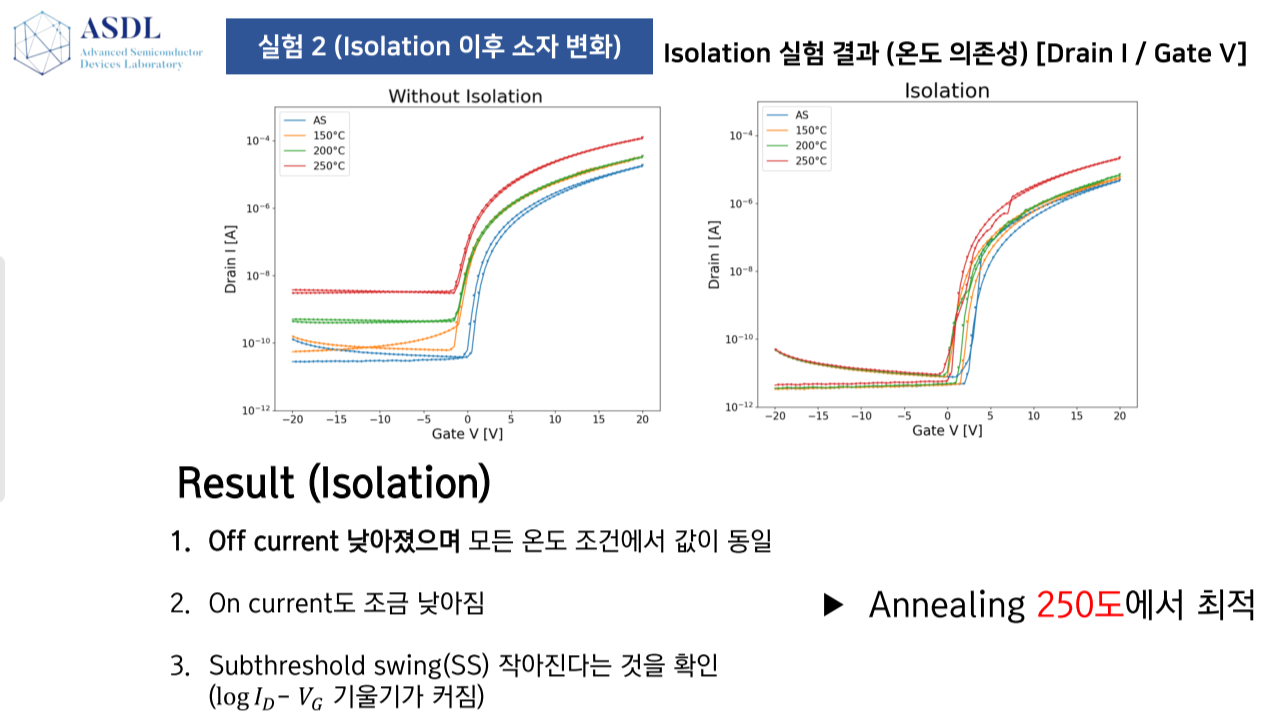 ASDL
Advanced Semiconductor
Devices Laboratory
실험 2 (Isolation 이후 소자 변화)
Isolation 실험 결과 (온도 의존성) [Drain I / Gate V]
Without Isolation
AS
150°C
200°C
250°C
10⁻⁴
10⁻⁶
10⁻⁸
10⁻¹⁰
10⁻¹²
Drain I [A]
−20 −15 −10 −5 0 5 10 15 20
Gate V [V]
Isolation
AS
150°C
200°C
250°C
10⁻⁴
10⁻⁶
10⁻⁸
10⁻¹⁰
10⁻¹²
Drain I [A]
−20 −15 −10 −5 0 5 10 15 20
Gate V [V]
Result (Isolation)
1. Off current 낮아졌으며 모든 온도 조건에서 값이 동일
2. On current도 조금 낮아짐
▶ Annealing 250도에서 최적
3. Subthreshold swing(SS) 작아진다는 것을 확인
(log I_D − V_G 기울기가 커짐)